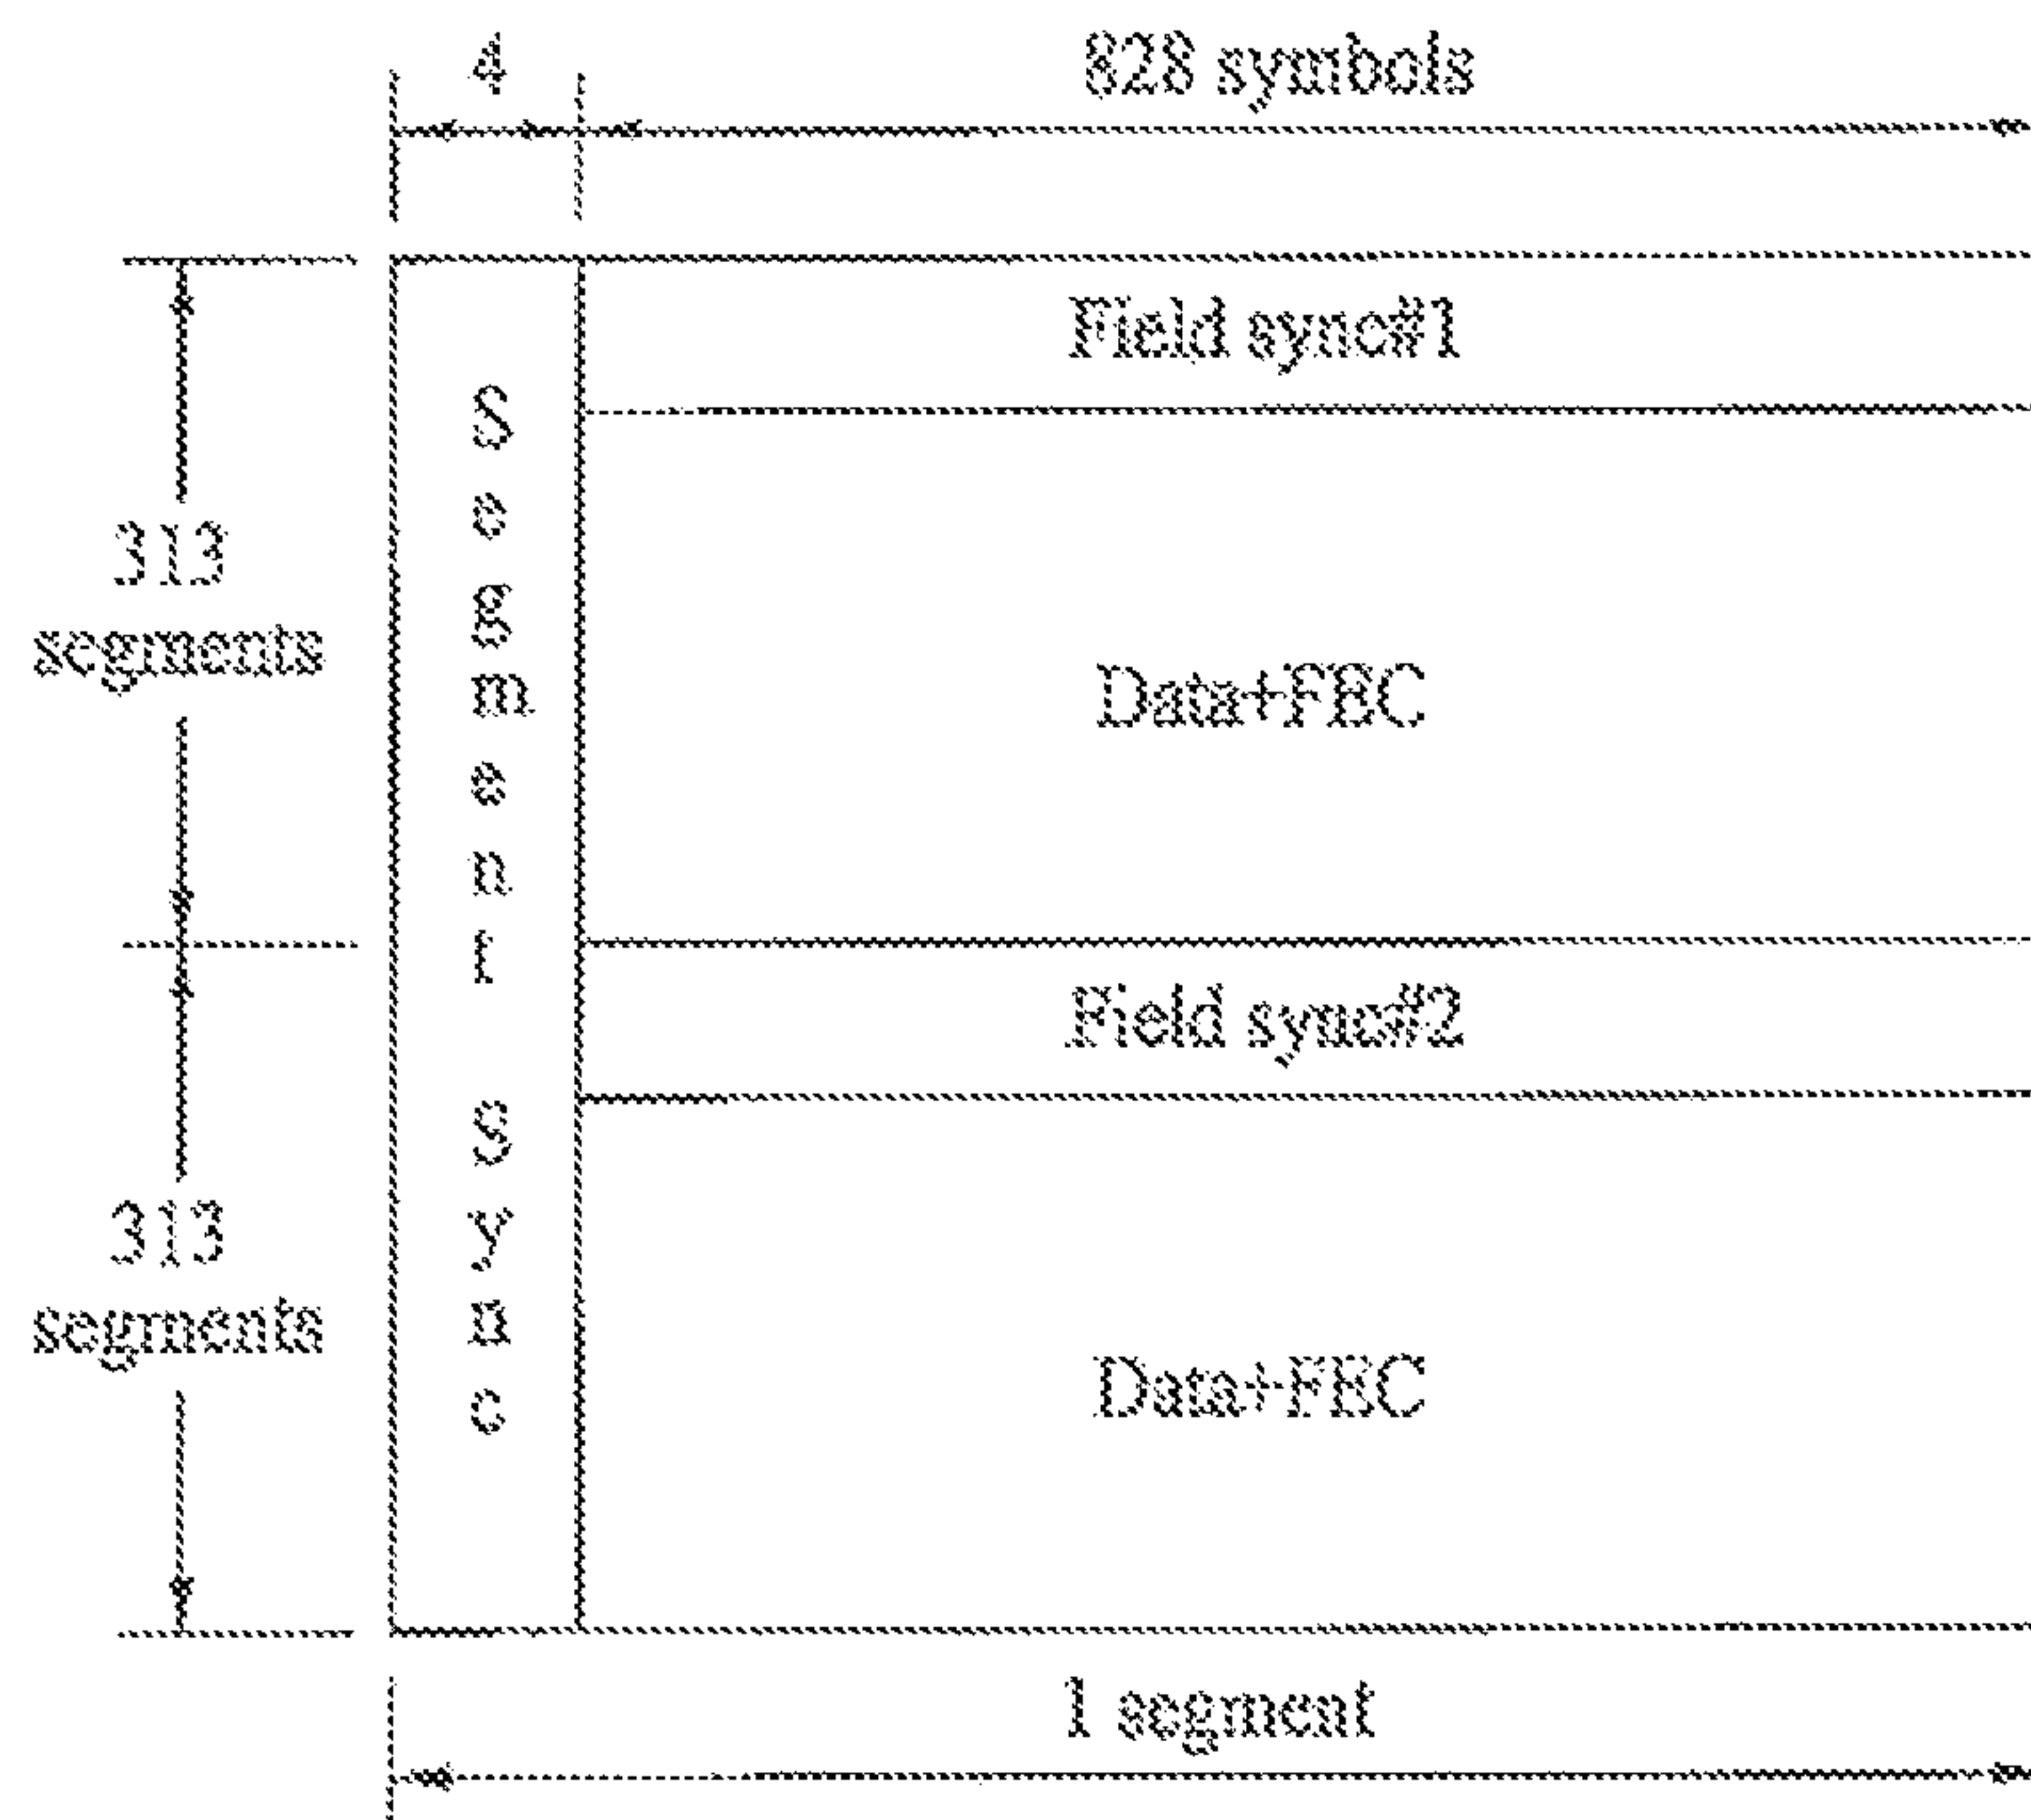 4
828 symbols
Field sync#1
313
segments
Segment Sync
Data+FEC
Field sync#2
313
segments
Data+FEC
1 segment